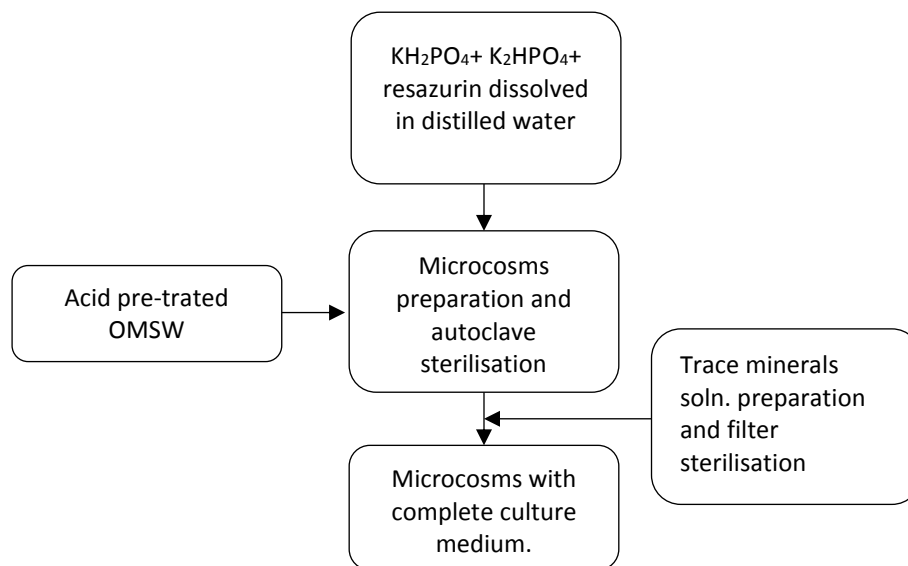 KH₂PO₄+ K₂HPO₄+
resazurin dissolved
in distilled water
Microcosms
preparation and
autoclave
sterilisation
Acid pre-trated
OMSW
Trace minerals
soln. preparation
and filter
sterilisation
Microcosms with
complete culture
medium.